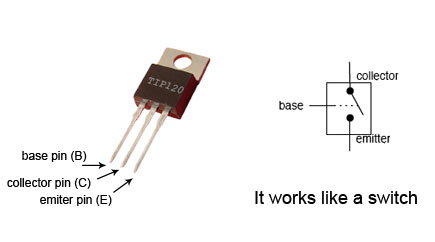 TIP120
base pin (B)
collector pin (C)
emiter pin (E)
collector
base
emitter
It works like a switch